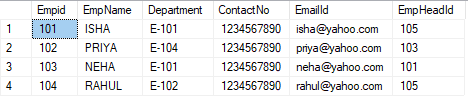 Empid EmpName Department ContactNo EmailId EmpHeadId
1 101 ISHA E-101 1234567890 isha@yahoo.com 105
2 102 PRIYA E-104 1234567890 priya@yahoo.com 103
3 103 NEHA E-101 1234567890 neha@yahoo.com 101
4 104 RAHUL E-102 1234567890 rahul@yahoo.com 105